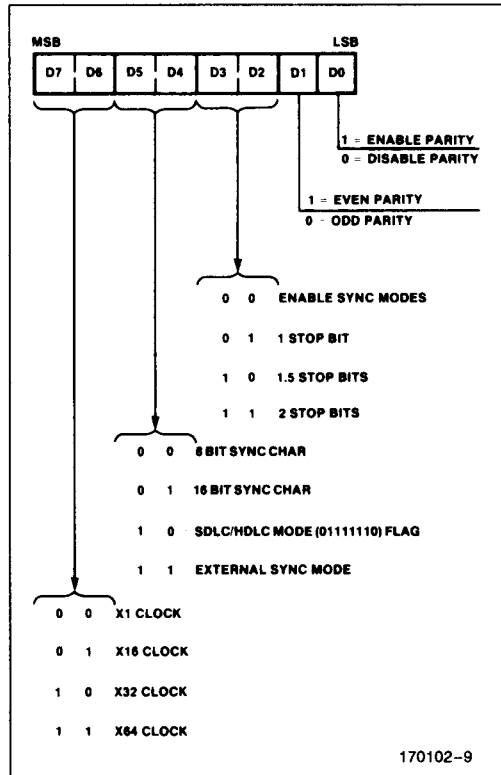 MSB LSB
D7 D6 D5 D4 D3 D2 D1 D0
1 = ENABLE PARITY
0 = DISABLE PARITY
1 = EVEN PARITY
0 - ODD PARITY
0 0 ENABLE SYNC MODES
0 1 1 STOP BIT
1 0 1.5 STOP BITS
1 1 2 STOP BITS
0 0 8 BIT SYNC CHAR
0 1 16 BIT SYNC CHAR
1 0 SDLC/HDLC MODE (01111110) FLAG
1 1 EXTERNAL SYNC MODE
0 0 X1 CLOCK
0 1 X16 CLOCK
1 0 X32 CLOCK
1 1 X64 CLOCK
170102-9